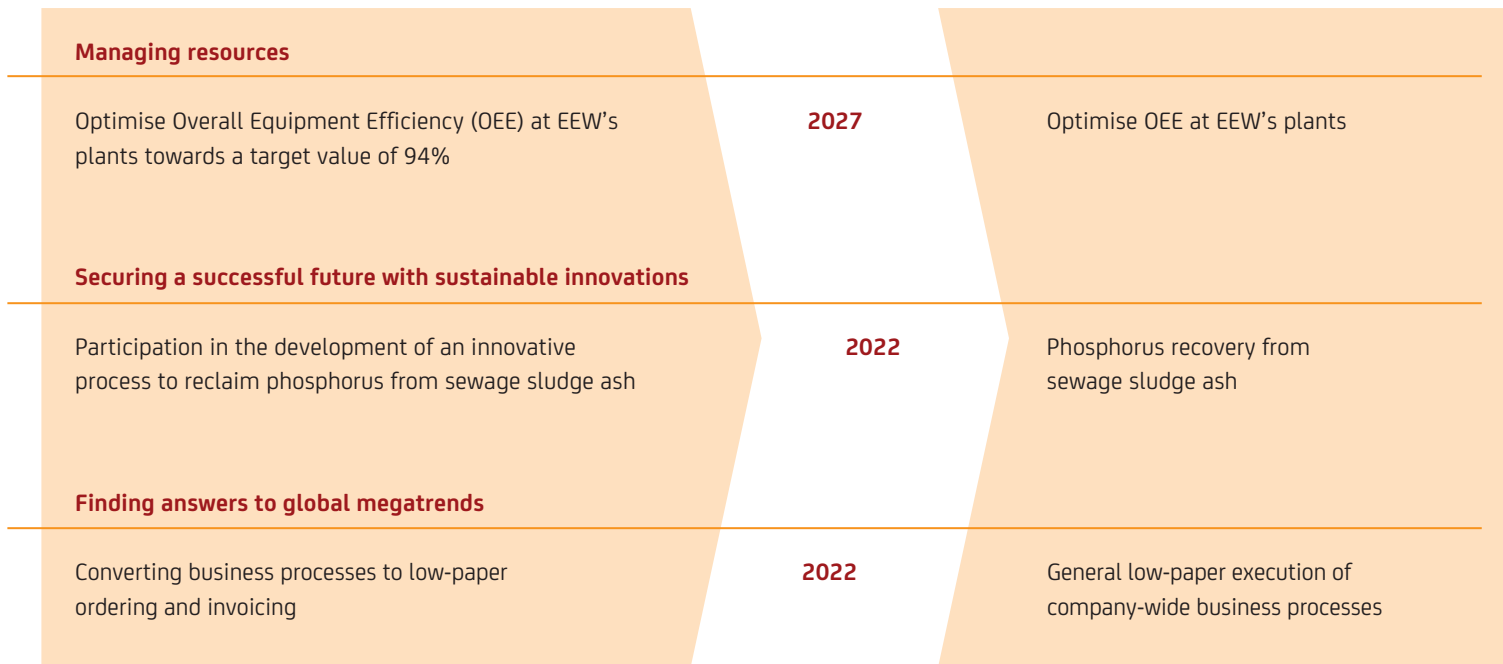 Managing resources
Optimise Overall Equipment Efficiency (OEE) at EEW’s
plants towards a target value of 94%
2027
Optimise OEE at EEW’s plants
Securing a successful future with sustainable innovations
Participation in the development of an innovative
process to reclaim phosphorus from sewage sludge ash
2022
Phosphorus recovery from
sewage sludge ash
Finding answers to global megatrends
Converting business processes to low-paper
ordering and invoicing
2022
General low-paper execution of
company-wide business processes